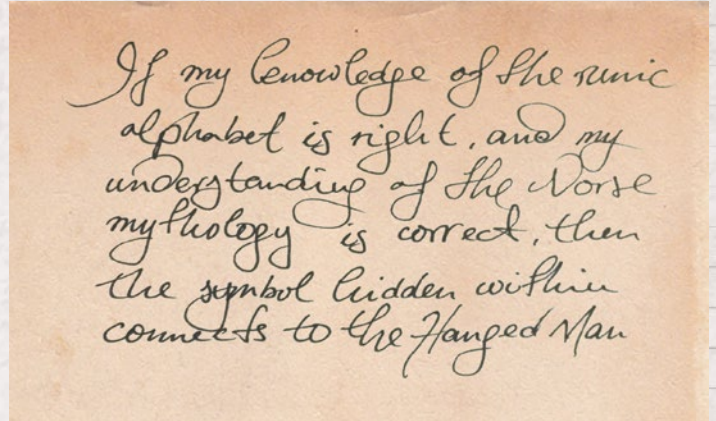 If my knowledge of the runic
alphabet is right, and my
understanding of the Norse
mythology is correct, then
the symbol hidden within
connects to the Hanged Man